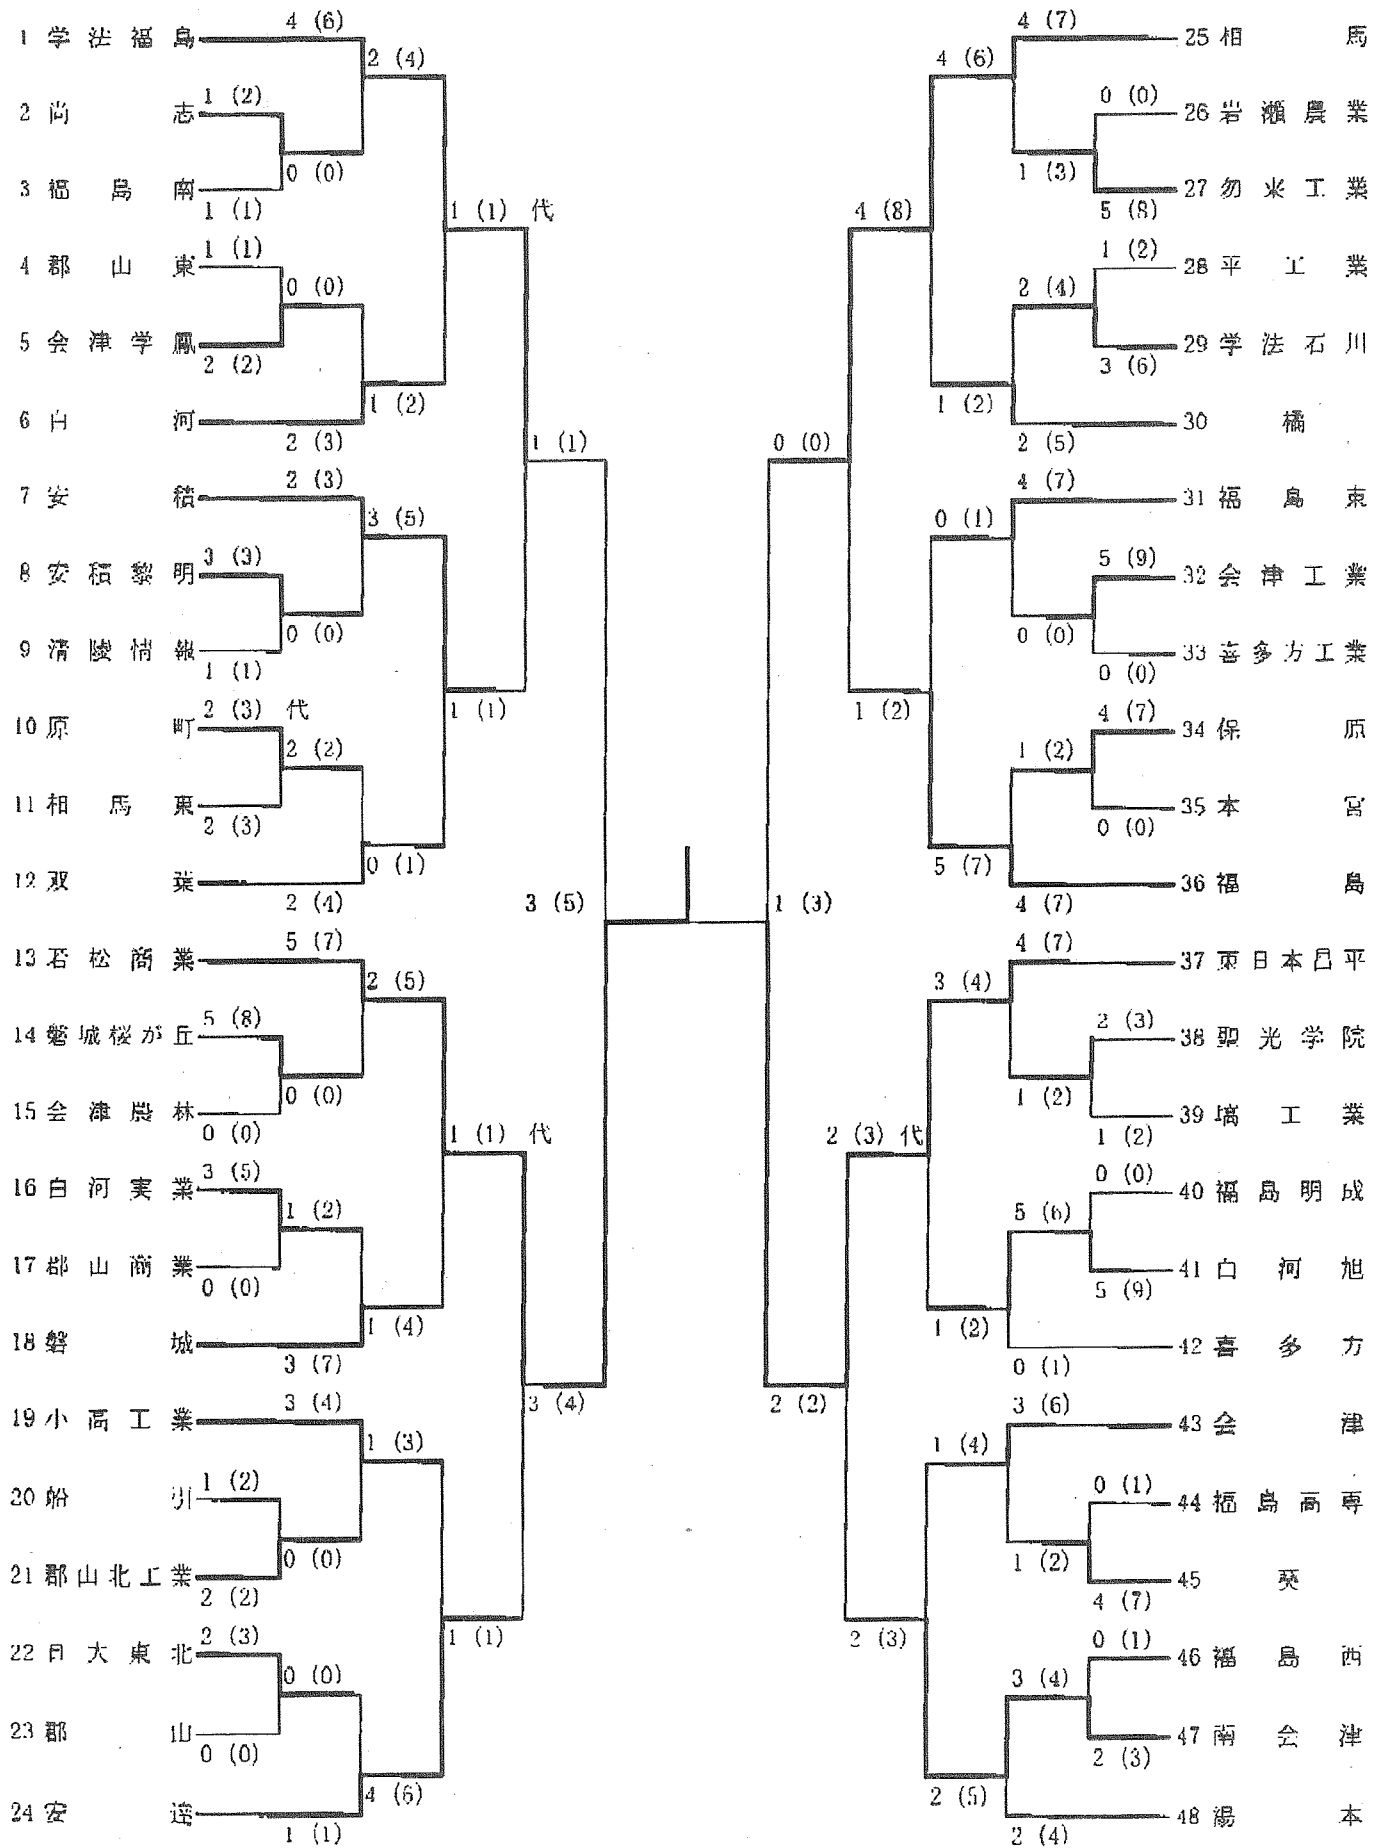 4 (6)
1 学法福島
2 (4)
1 (2)
2 尚志
0 (0)
3 福島南
1 (1)
1 (1) 代
1 (1)
4 郡山東
0 (0)
5 会津学鳳
2 (2)
1 (2)
6 白河
2 (3)
1 (1)
2 (3)
7 安積
3 (5)
3 (3)
8 安積黎明
0 (0)
9 清陵情報
1 (1)
1 (1)
2 (3) 代
10 原町
2 (2)
11 相馬東
2 (3)
0 (1)
12 双葉
2 (4)
3 (5)
5 (7)
13 若松商業
2 (5)
5 (8)
14 磐城桜が丘
0 (0)
15 会津農林
0 (0)
1 (1) 代
3 (5)
16 白河実業
1 (2)
17 郡山商業
0 (0)
1 (4)
18 磐城
3 (7)
3 (4)
3 (4)
19 小高工業
1 (3)
1 (2)
20 船引
0 (0)
21 郡山北工業
2 (2)
1 (1)
2 (3)
22 日大東北
0 (0)
23 郡山
0 (0)
4 (6)
24 安達
1 (1)
4 (7)
25 相馬
4 (6)
0 (0)
26 岩瀬農業
1 (3)
27 勿来工業
5 (8)
4 (8)
1 (2)
28 平工業
2 (4)
29 学法石川
3 (6)
1 (2)
30 橘
2 (5)
0 (0)
4 (7)
31 福島東
0 (1)
5 (9)
32 会津工業
0 (0)
33 喜多方工業
0 (0)
1 (2)
4 (7)
34 保原
1 (2)
35 本宮
0 (0)
5 (7)
36 福島
4 (7)
1 (3)
4 (7)
37 東日本昌平
3 (4)
2 (3)
38 聖光学院
1 (2)
39 塙工業
1 (2)
2 (3) 代
0 (0)
40 福島明成
5 (6)
41 白河旭
5 (9)
1 (2)
42 喜多方
0 (1)
2 (2)
3 (6)
43 会津
1 (4)
0 (1)
44 福島高専
1 (2)
45 葵
4 (7)
2 (3)
0 (1)
46 福島西
3 (4)
47 南会津
2 (3)
2 (5)
48 湯本
2 (4)